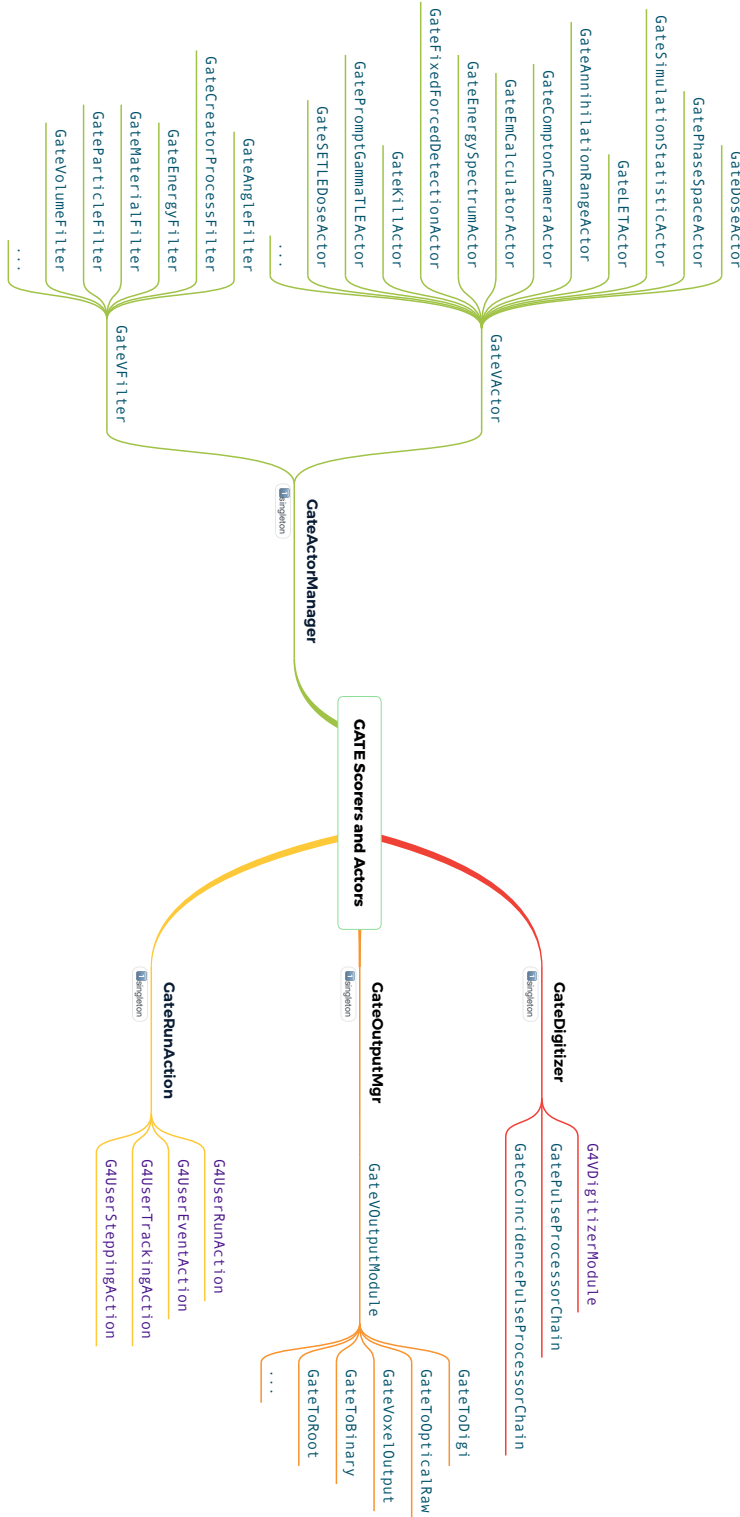 GateDoseActor
GatePhaseSpaceActor
GateSimulationStatisticActor
GateLETActor
GateAnnihilationRangeActor
GateComptonCameraActor
GateEmCalculatorActor
GateEnergySpectrumActor
GateFixedForcedDetectionActor
GateKillActor
GatePromptGammaTLEActor
GateSETLEDoseActor
...
GateVActor
GateAngleFilter
GateCreatorProcessFilter
GateEnergyFilter
GateMaterialFilter
GateParticleFilter
GateVolumeFilter
...
GateVFilter
GateActorManager
singleton
GATE Scorers and Actors
GateDigitizer
singleton
G4VDigitizerModule
GatePulseProcessorChain
GateCoincidencePulseProcessorChain
GateOutputMgr
singleton
GateVOutputModule
GateToDigi
GateToOpticalRaw
GateVoxelOutput
GateToBinary
GateToRoot
...
GateRunAction
singleton
G4UserRunAction
G4UserEventAction
G4UserTrackingAction
G4UserSteppingAction